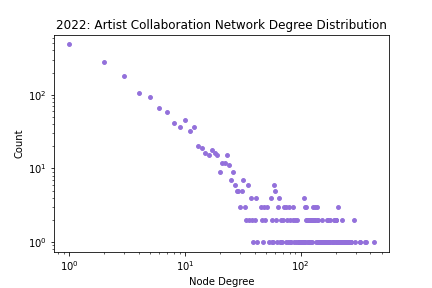 2022: Artist Collaboration Network Degree Distribution
Count
10²
10¹
10⁰
10⁰ 10¹ 10²
Node Degree